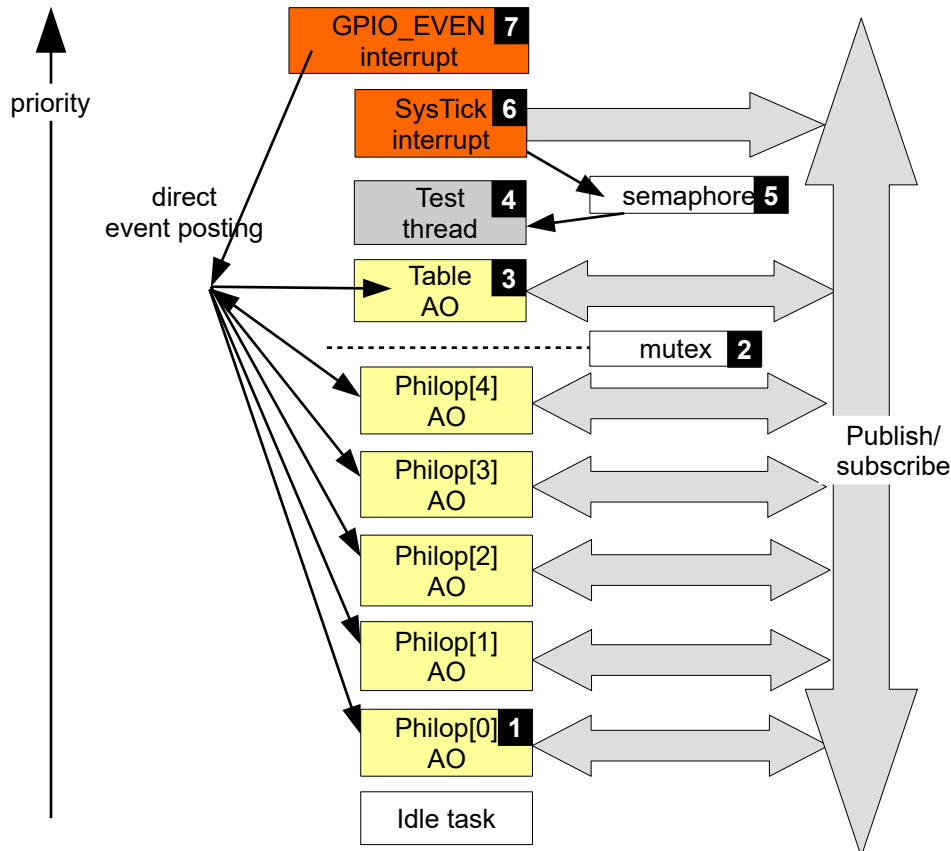 GPIO_EVEN 7
interrupt
priority
SysTick 6
interrupt
semaphore 5
Test 4
thread
direct
event posting
Table 3
AO
mutex 2
Philop[4]
AO
Publish/
subscribe
Philop[3]
AO
Philop[2]
AO
Philop[1]
AO
Philop[0] 1
AO
Idle task